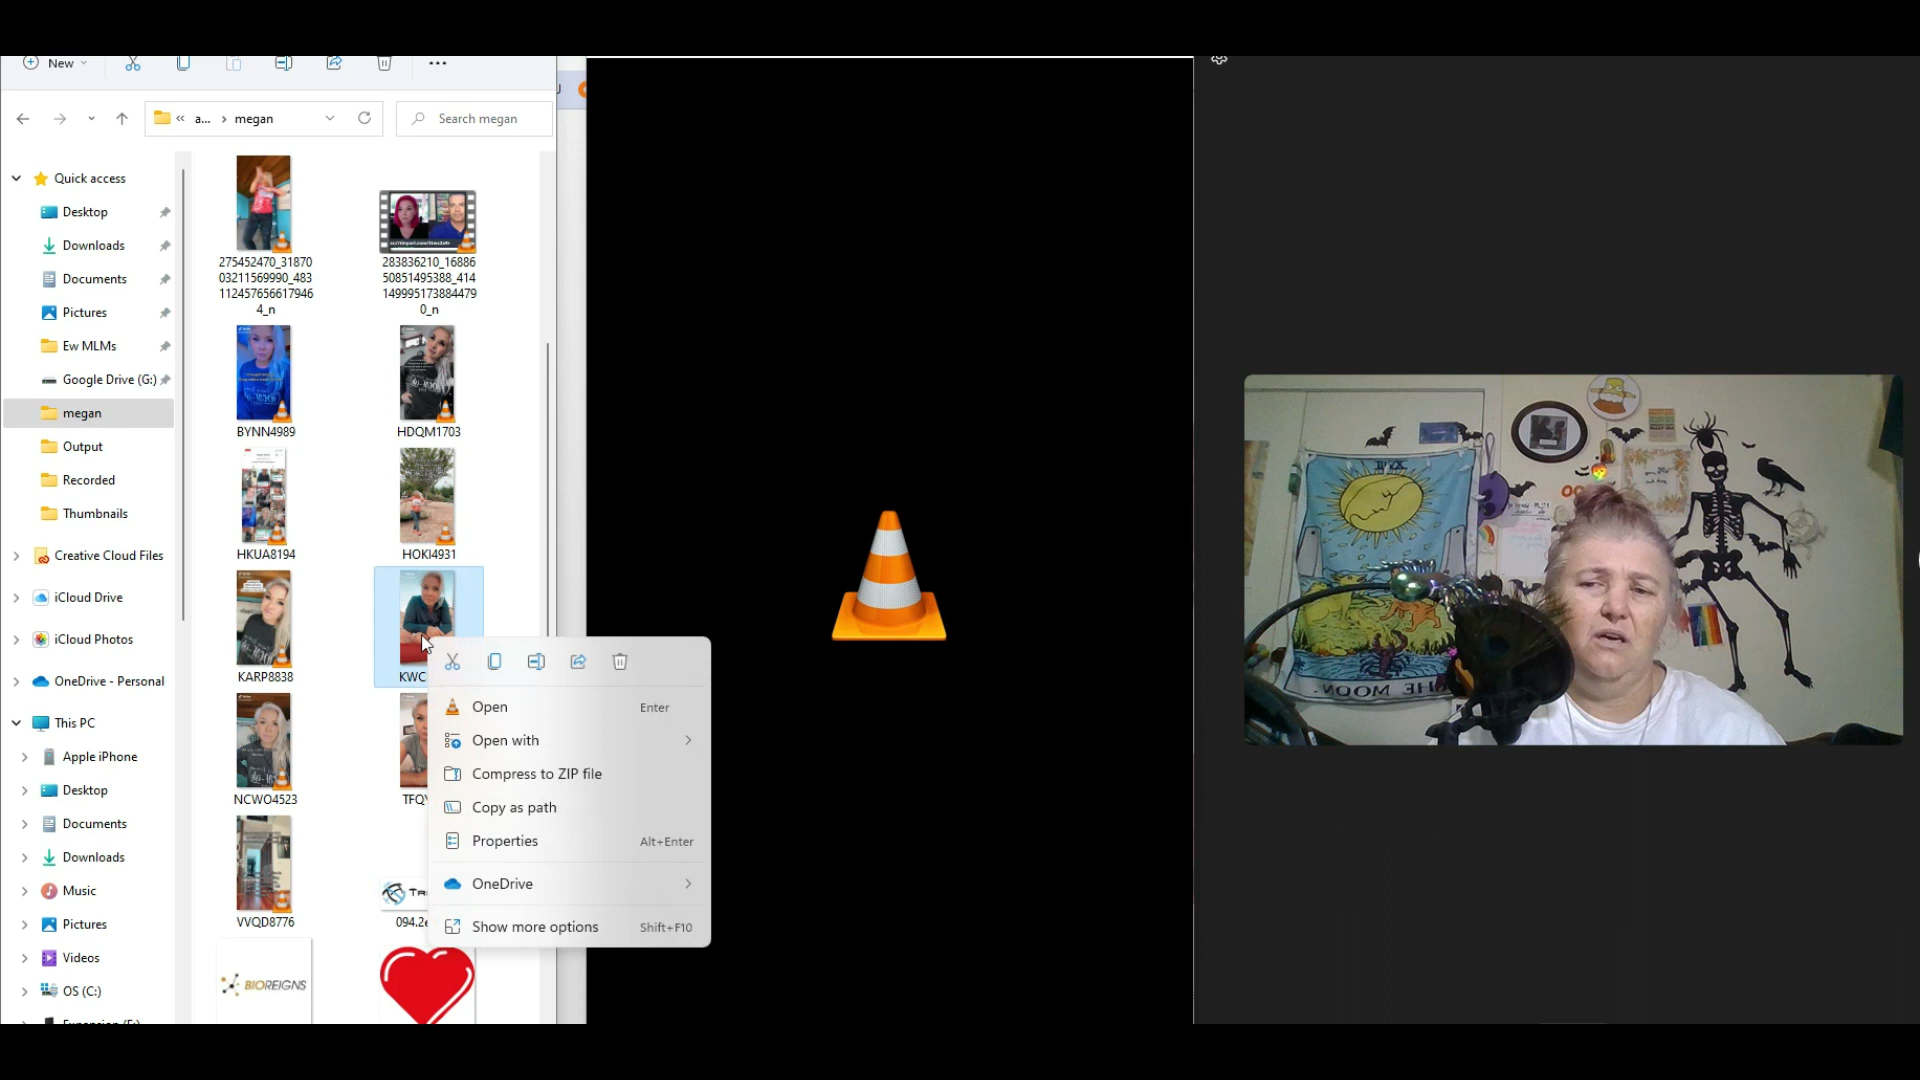 New
a...
megan
Search megan
Quick access
Desktop
Downloads
Documents
Pictures
Ew MLMs
Google Drive (G:)
megan
Output
Recorded
Thumbnails
Creative Cloud Files
iCloud Drive
iCloud Photos
OneDrive - Personal
This PC
Apple iPhone
Desktop
Documents
Downloads
Music
Pictures
Videos
OS (C:)
275452470_31870
03211569990_483
112457656617946
4_n
283836210_16886
50851495388_414
149995173884479
0_n
BYNN4989
HDQM1703
HKUA8194
HOKI4931
KARP8838
KWC
NCWO4523
TFQ
VVQD8776
094.2
BIOREIGNS
Open Enter
Open with
Compress to ZIP file
Copy as path
Properties Alt+Enter
OneDrive
Show more options Shift+F10
THE MOON.